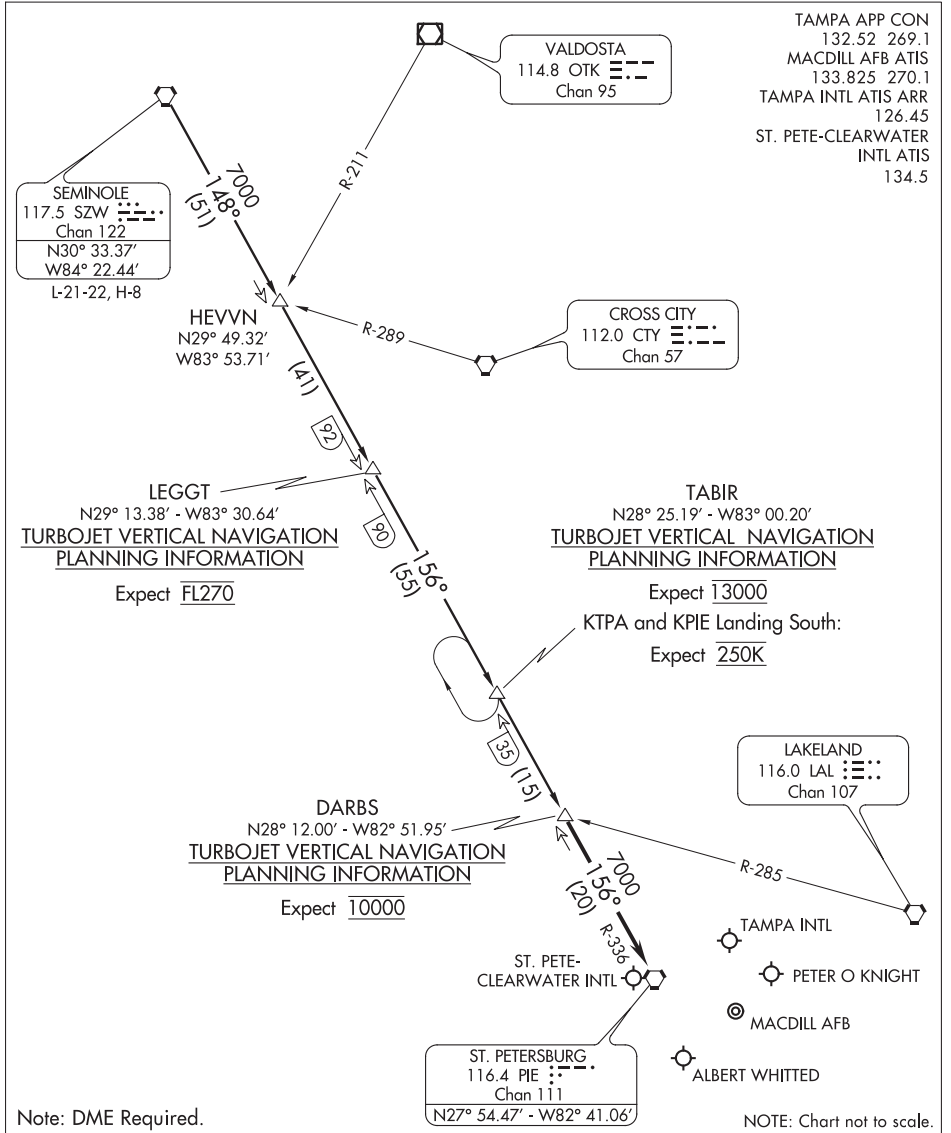 TAMPA APP CON
132.52 269.1
MACDILL AFB ATIS
133.825 270.1
TAMPA INTL ATIS ARR
126.45
ST. PETE-CLEARWATER
INTL ATIS
134.5
VALDOSTA
114.8 OTK
Chan 95
R-211
SEMINOLE
117.5 SZW
Chan 122
N30° 33.37'
W84° 22.44'
L-21-22, H-8
7000
148°
(51)
HEVVN
N29° 49.32'
W83° 53.71'
R-289
CROSS CITY
112.0 CTY
Chan 57
(41)
92
LEGGT
N29° 13.38' - W83° 30.64'
TURBOJET VERTICAL NAVIGATION
PLANNING INFORMATION
Expect FL270
90
156°
(55)
TABIR
N28° 25.19' - W83° 00.20'
TURBOJET VERTICAL NAVIGATION
PLANNING INFORMATION
Expect 13000
KTPA and KPIE Landing South:
Expect 250K
35
(15)
DARBS
N28° 12.00' - W82° 51.95'
TURBOJET VERTICAL NAVIGATION
PLANNING INFORMATION
Expect 10000
LAKELAND
116.0 LAL
Chan 107
R-285
7000
156°
(20)
R-336
ST. PETE-
CLEARWATER INTL
TAMPA INTL
PETER O KNIGHT
MACDILL AFB
ALBERT WHITTED
ST. PETERSBURG
116.4 PIE
Chan 111
N27° 54.47' - W82° 41.06'
Note: DME Required.
NOTE: Chart not to scale.